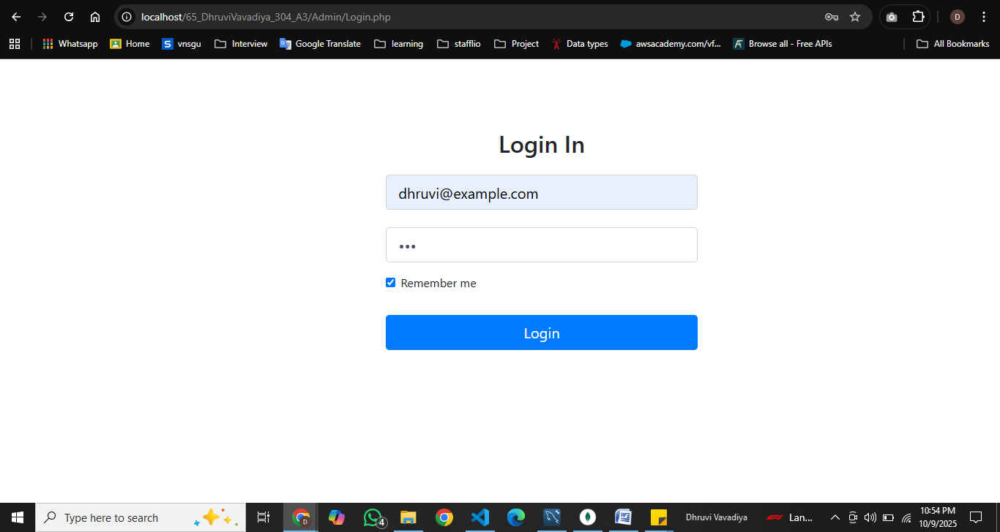 localhost/65_DhruviVavadiya_304_A3/Admin/Login.php
D
Whatsapp Home S vnsgu Interview Google Translate learning stafflio Project Data types awsacademy.com/vf... Browse all - Free APIs All Bookmarks
Login In
dhruvi@example.com
•••
Remember me
Login
Type here to search
4
Dhruvi Vavadiya
Lan...
10:54 PM
10/9/2025